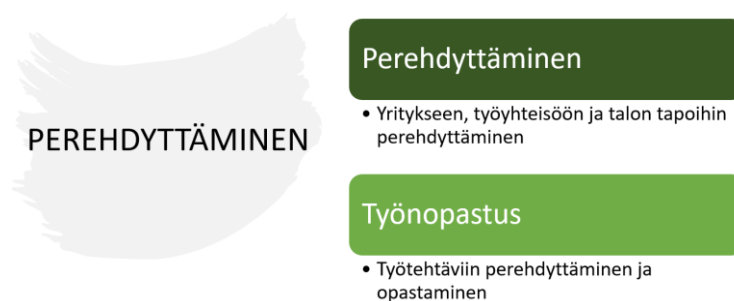 PEREHDYTTÄMINEN
Perehdyttäminen
• Yritykseen, työyhteisöön ja talon tapoihin
perehdyttäminen
Työnopastus
• Työtehtäviin perehdyttäminen ja
opastaminen